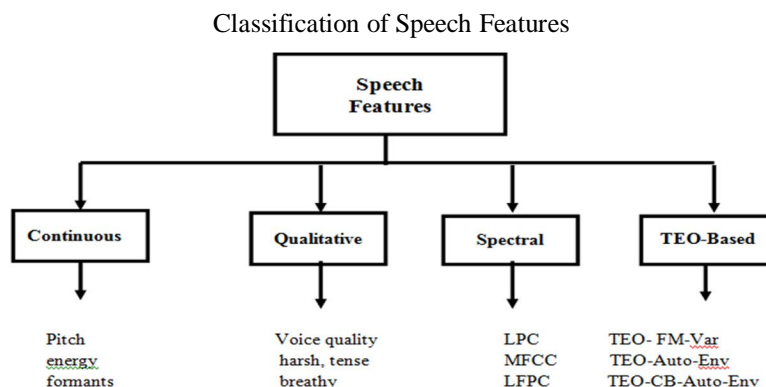 Classification of Speech Features
Speech
Features
Continuous
Qualitative
Spectral
TEO-Based
Pitch
energy
formants
Voice quality
harsh, tense
breathy
LPC
MFCC
LFPC
TEO- FM-Var
TEO-Auto-Env
TEO-CB-Auto-Env